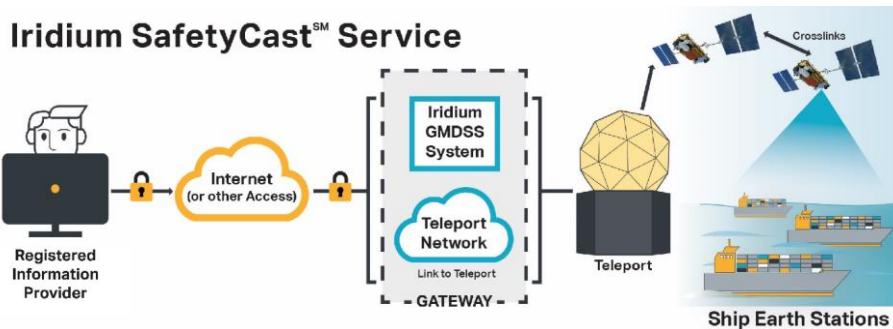 Iridium SafetyCast℠ Service
Registered
Information
Provider
Internet
(or other Access)
Iridium
GMDSS
System
Teleport
Network
Link to Teleport
GATEWAY
Teleport
Crosslinks
Ship Earth Stations